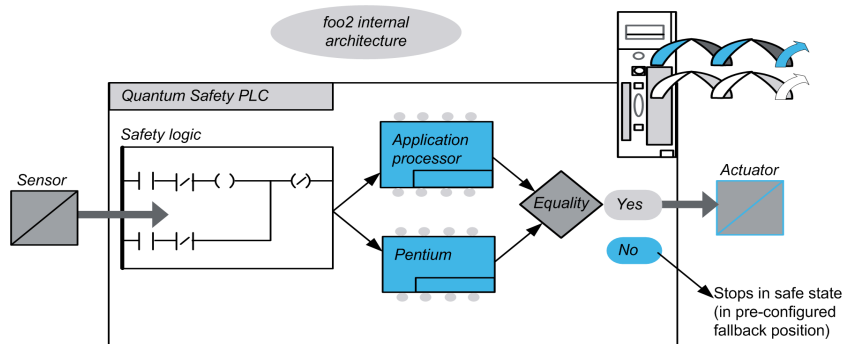 foo2 internal
architecture
Quantum Safety PLC
Safety logic
Sensor
Application
processor
Pentium
Equality
Yes
No
Actuator
Stops in safe state
(in pre-configured
fallback position)